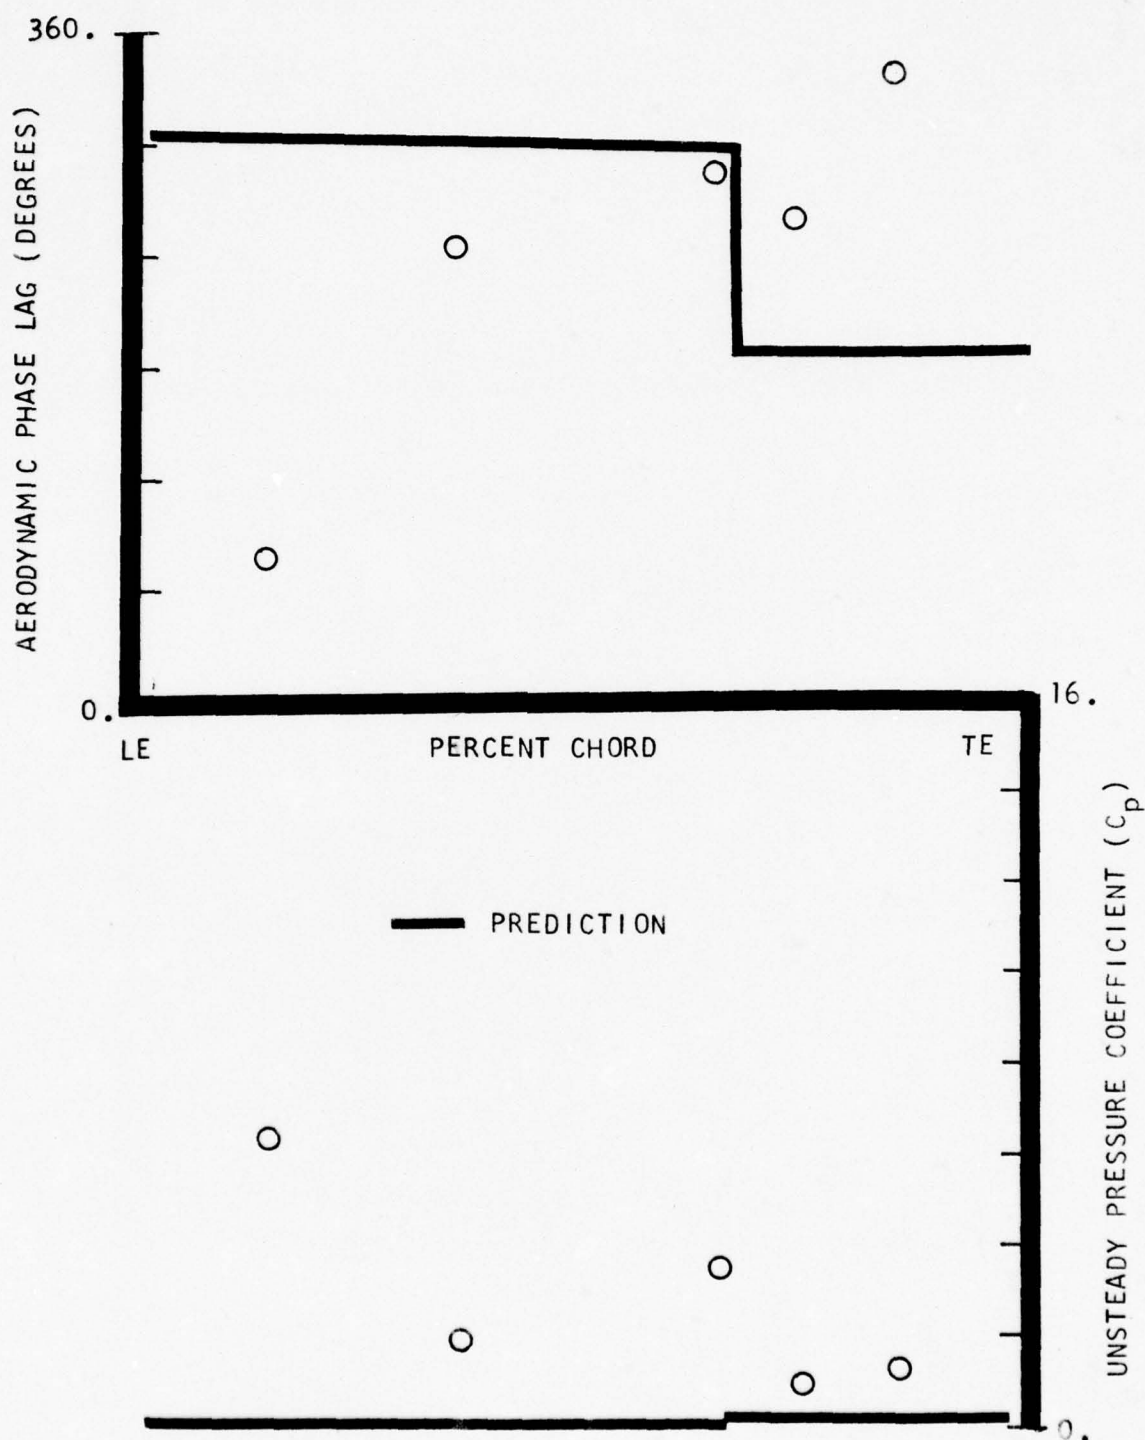 360.
AERODYNAMIC PHASE LAG (DEGREES)
0.
16.
LE
PERCENT CHORD
TE
PREDICTION
UNSTEADY PRESSURE COEFFICIENT (Cp)
0.